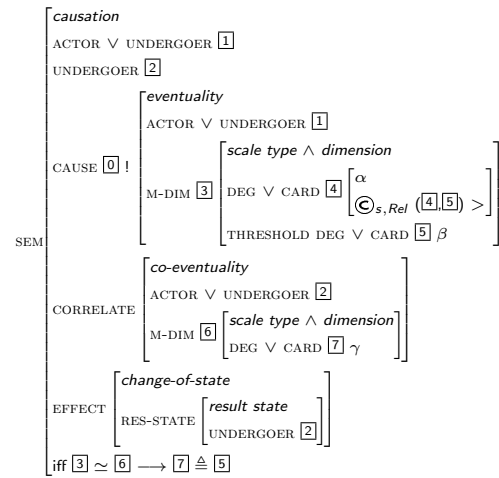 causation
ACTOR ∨ UNDERGOER 1
UNDERGOER 2
eventuality
ACTOR ∨ UNDERGOER 1
scale type ∧ dimension
α
CAUSE 0 ! M-DIM 3 DEG ∨ CARD 4
©s,Rel (4,5) >
THRESHOLD DEG ∨ CARD 5 β
SEM
co-eventuality
ACTOR ∨ UNDERGOER 2
CORRELATE
scale type ∧ dimension
M-DIM 6
DEG ∨ CARD 7 γ
change-of-state
EFFECT
result state
RES-STATE
UNDERGOER 2
iff 3 ≃ 6 ⟶ 7 ≜ 5